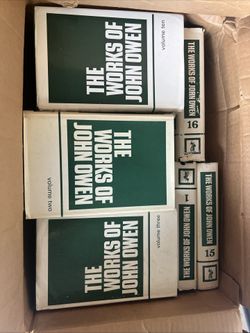 THE
WORKS OF
JOHN OWEN
volume ten
THE
WORKS OF
JOHN OWEN
volume two
THE
WORKS OF
JOHN OWEN
volume three
THE WORKS OF JOHN OWEN
16
THE WORKS OF JOHN OWEN
1
THE WORKS OF JOHN OWEN
15